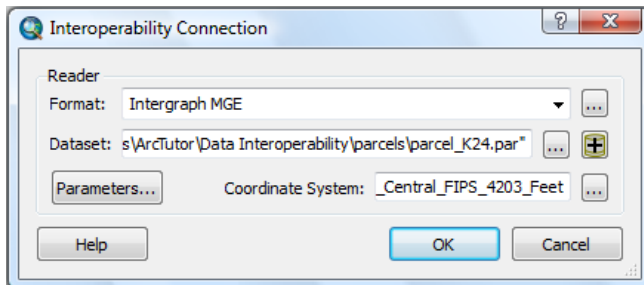 Interoperability Connection
Reader
Format: Intergraph MGE
Dataset: s\ArcTutor\Data Interoperability\parcels\parcel_K24.par"
Parameters... Coordinate System: _Central_FIPS_4203_Feet
Help OK Cancel